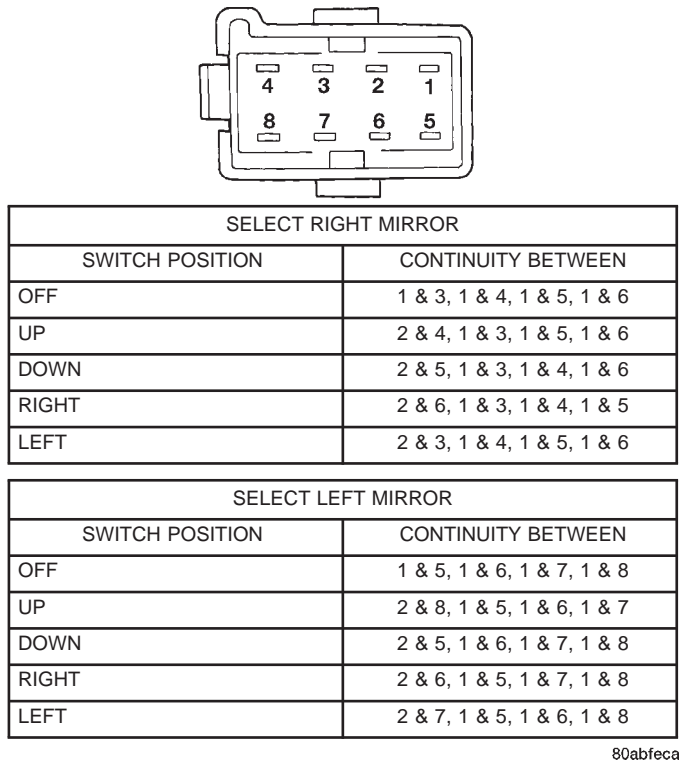 4 3 2 1
8 7 6 5
SELECT RIGHT MIRROR
SWITCH POSITION CONTINUITY BETWEEN
OFF 1 & 3, 1 & 4, 1 & 5, 1 & 6
UP 2 & 4, 1 & 3, 1 & 5, 1 & 6
DOWN 2 & 5, 1 & 3, 1 & 4, 1 & 6
RIGHT 2 & 6, 1 & 3, 1 & 4, 1 & 5
LEFT 2 & 3, 1 & 4, 1 & 5, 1 & 6
SELECT LEFT MIRROR
SWITCH POSITION CONTINUITY BETWEEN
OFF 1 & 5, 1 & 6, 1 & 7, 1 & 8
UP 2 & 8, 1 & 5, 1 & 6, 1 & 7
DOWN 2 & 5, 1 & 6, 1 & 7, 1 & 8
RIGHT 2 & 6, 1 & 5, 1 & 7, 1 & 8
LEFT 2 & 7, 1 & 5, 1 & 6, 1 & 8
80abfeca